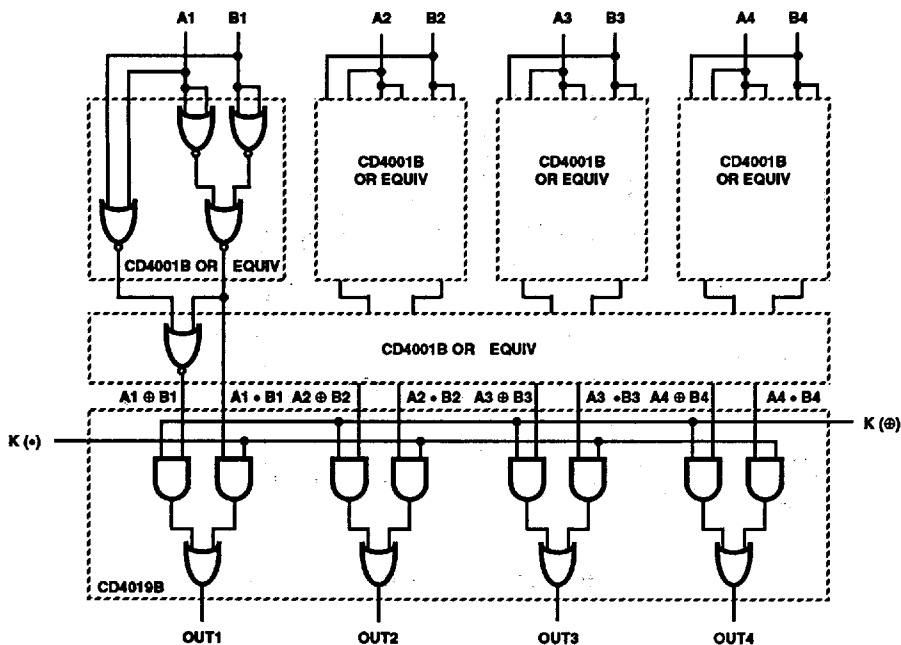 A1 B1 A2 B2 A3 B3 A4 B4
CD4001B
OR EQUIV
CD4001B
OR EQUIV
CD4001B
OR EQUIV
CD4001B OR EQUIV
CD4001B OR EQUIV
A1 ⊕ B1 A1 • B1 A2 ⊕ B2 A2 • B2 A3 ⊕ B3 A3 • B3 A4 ⊕ B4 A4 • B4
K (⊕)
K (•)
CD4019B
OUT1 OUT2 OUT3 OUT4